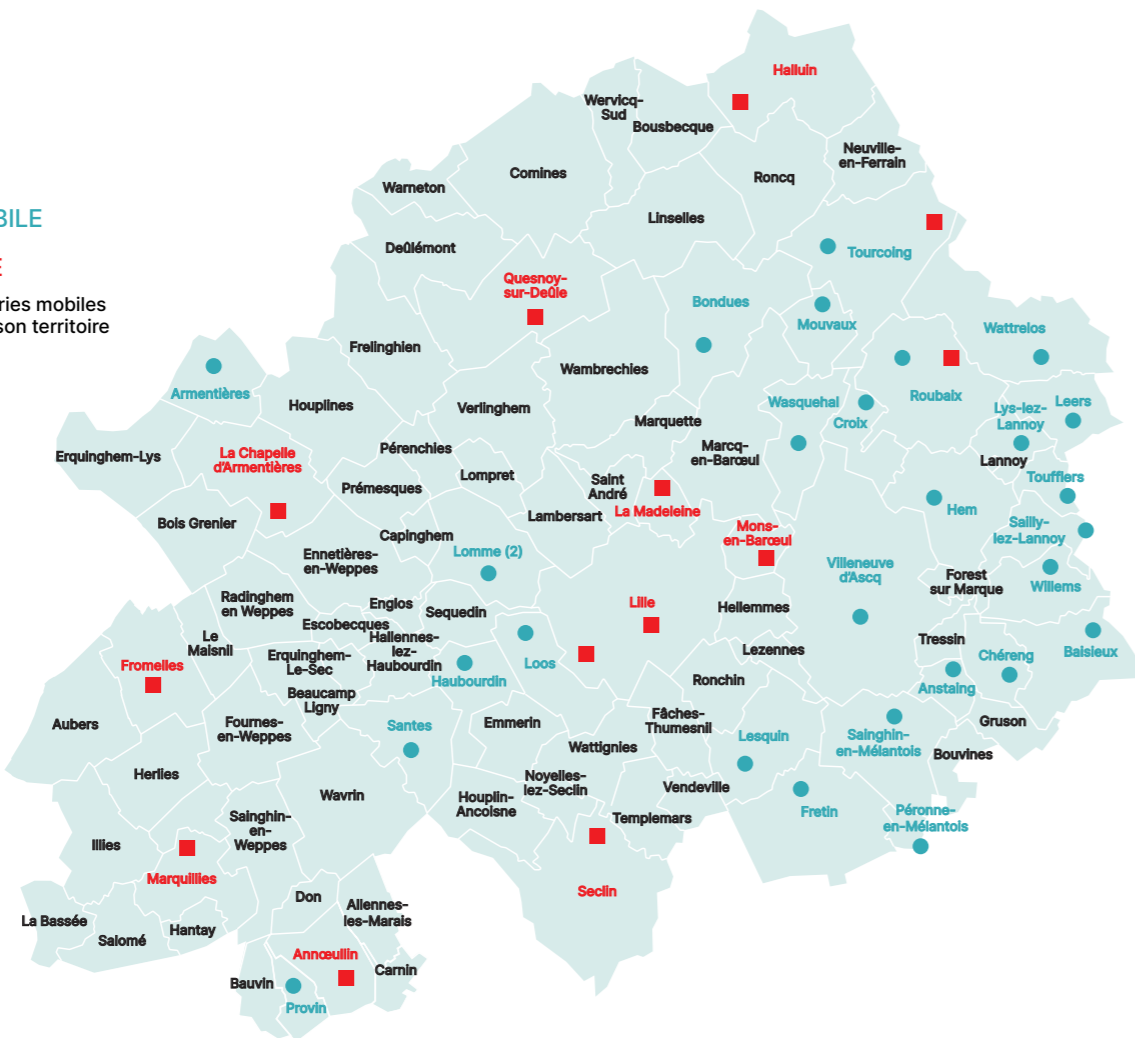 BILE
E
ries mobiles
son territoire
Halluin
Wervicq-
Sud
Bousbecque
Neuville-
en-Ferrain
Comines
Roncq
Warneton
Linselles
Deûlémont
Tourcoing
Quesnoy-
sur-Deûle
Bondues
Mouvaux
Wattrelos
Frelinghien
Wambrechies
Armentières
Houplines
Verlinghem
Wasquehal
Roubaix
Croix
Lys-lez-
Lannoy
Leers
Marquette
Marcq-
en-Barœul
Erquinghem-Lys
La Chapelle
d'Armentières
Pérenchies
Lannoy
Lompret
Prémesques
Saint
André
Toufflers
Bois Grenier
Lambersart
La Madeleine
Hem
Mons-
en-Barœul
Sailly-
lez-Lannoy
Capinghem
Ennetières-
en-Weppes
Lomme (2)
Villeneuve
d'Ascq
Forest
sur Marque
Willems
Radinghem
en Weppes
Englos
Sequedin
Lille
Hellemmes
Escobecques
Le
Maisnil
Hallennes-
lez-
Haubourdin
Tressin
Baisieux
Erquinghem-
Le-Sec
Fromelles
Loos
Lezennes
Chéreng
Haubourdin
Ronchin
Anstaing
Beaucamp
Ligny
Aubers
Fournes-
en-Weppes
Santes
Emmerin
Fâches-
Thumesnil
Gruson
Lesquin
Sainghin-
en-Mélantois
Wattignies
Bouvines
Herlies
Noyelles-
lez-Seclin
Vendeville
Wavrin
Houplin-
Ancoisne
Fretin
Péronne-
en-Mélantois
Sainghin-
en-
Weppes
Templemars
Illies
Marquillies
Seclin
Don
Allennes-
les-Marais
La Bassée
Salomé
Hantay
Annœullin
Bauvin
Carnin
Provin